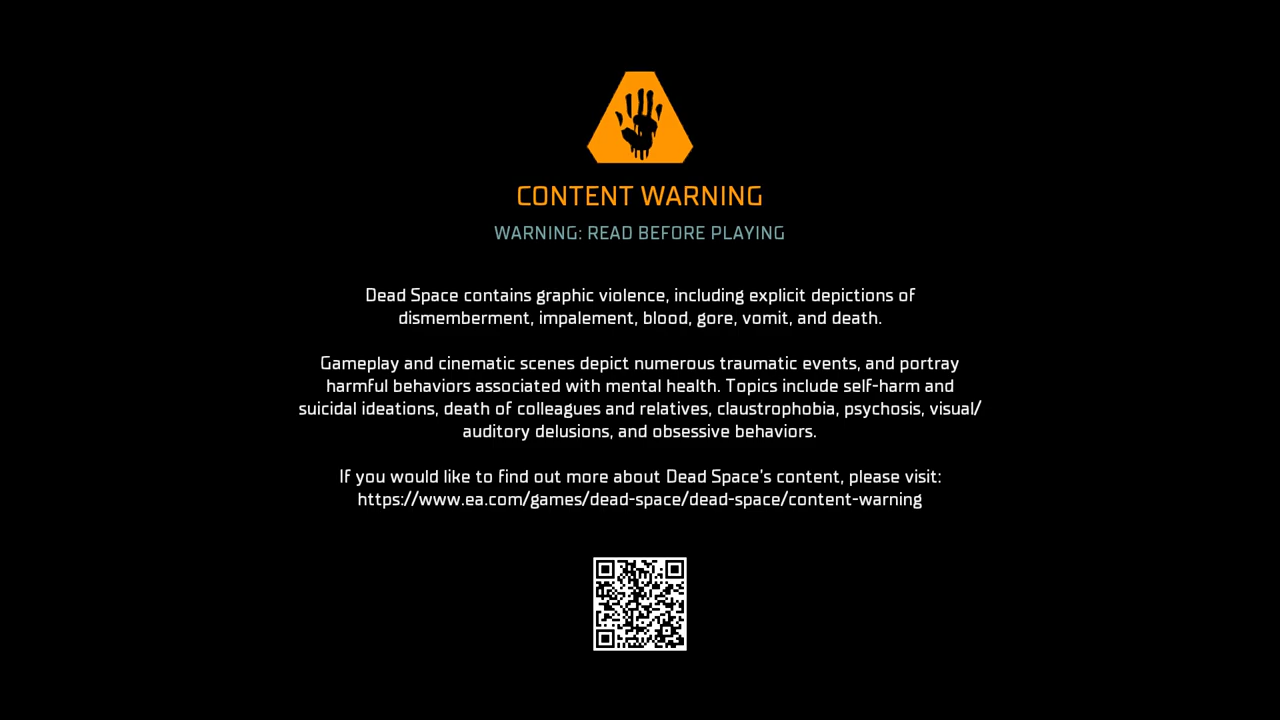 CONTENT WARNING
WARNING: READ BEFORE PLAYING
Dead Space contains graphic violence, including explicit depictions of
dismemberment, impalement, blood, gore, vomit, and death.
Gameplay and cinematic scenes depict numerous traumatic events, and portray
harmful behaviors associated with mental health. Topics include self-harm and
suicidal ideations, death of colleagues and relatives, claustrophobia, psychosis, visual/
auditory delusions, and obsessive behaviors.
If you would like to find out more about Dead Space's content, please visit:
https://www.ea.com/games/dead-space/dead-space/content-warning